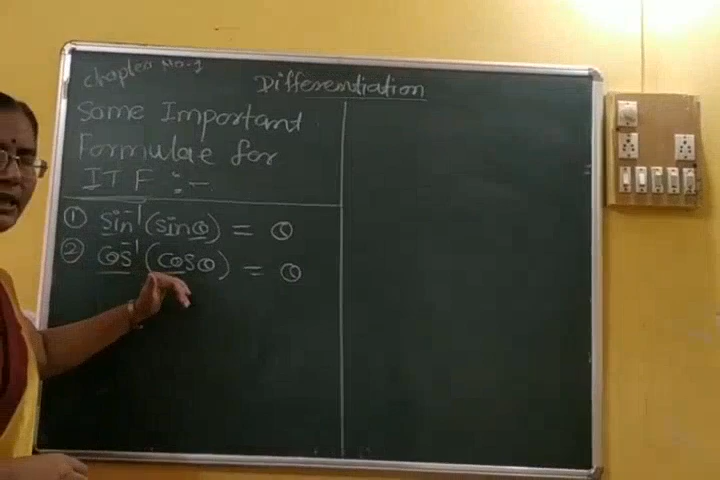 Chapter No-1
Differentiation
Some Important
Formulae for
ITF :-
① sin⁻¹(sinθ) = θ
② cos⁻¹(cosθ) = θ